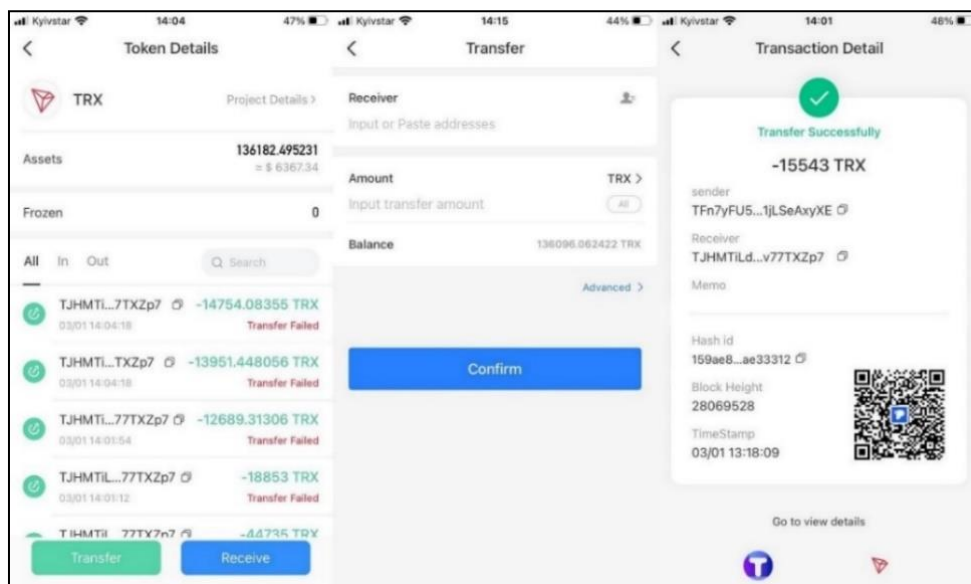 Kyivstar 14:04 47%
Token Details
TRX Project Details >
Assets 136182.495231
= $ 6367.34
Frozen 0
All In Out Search
TJHMTi...7TXZp7 -14754.08355 TRX
03/01 14:04:18 Transfer Failed
TJHMTi...TXZp7 -13951.448056 TRX
03/01 14:04:18 Transfer Failed
TJHMTi...77TXZp7 -12689.31306 TRX
03/01 14:01:54 Transfer Failed
TJHMTiL...77TXZp7 -18853 TRX
03/01 14:01:12 Transfer Failed
TJHMTiL...77TXZp7 -44735 TRX
Transfer Receive
Kyivstar 14:15 44%
Transfer
Receiver
Input or Paste addresses
Amount TRX >
Input transfer amount All
Balance 136096.062422 TRX
Advanced >
Confirm
Kyivstar 14:01 48%
Transaction Detail
Transfer Successfully
-15543 TRX
sender
TFn7yFU5...1jLSeAxyXE
Receiver
TJHMTiLd...v77TXZp7
Memo
Hash id
159ae8...ae33312
Block Height
28069528
TimeStamp
03/01 13:18:09
Go to view details
T